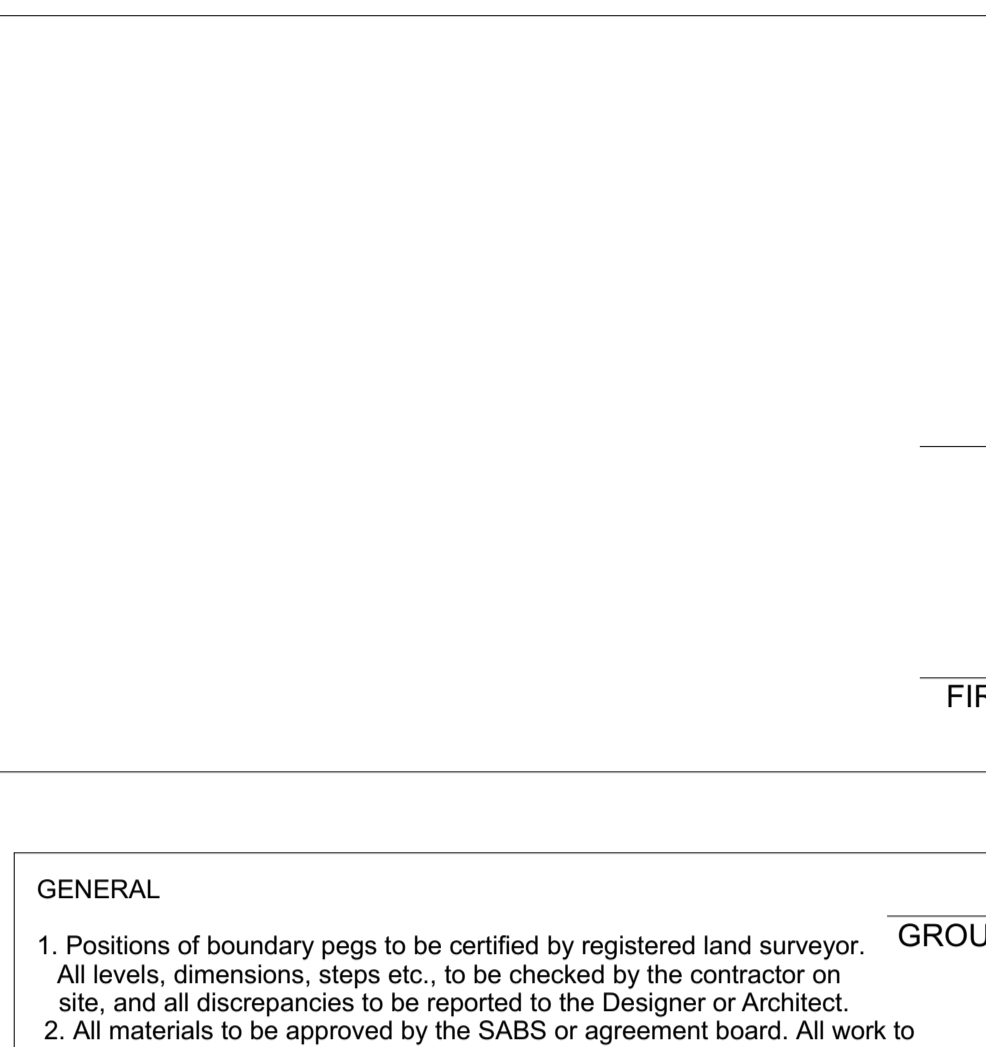 FIR
GENERAL
GROU
1. Positions of boundary pegs to be certified by registered land surveyor.
All levels, dimensions, steps etc., to be checked by the contractor on
site, and all discrepancies to be reported to the Designer or Architect.
2. All materials to be approved by the SABS or agreement board. All work to